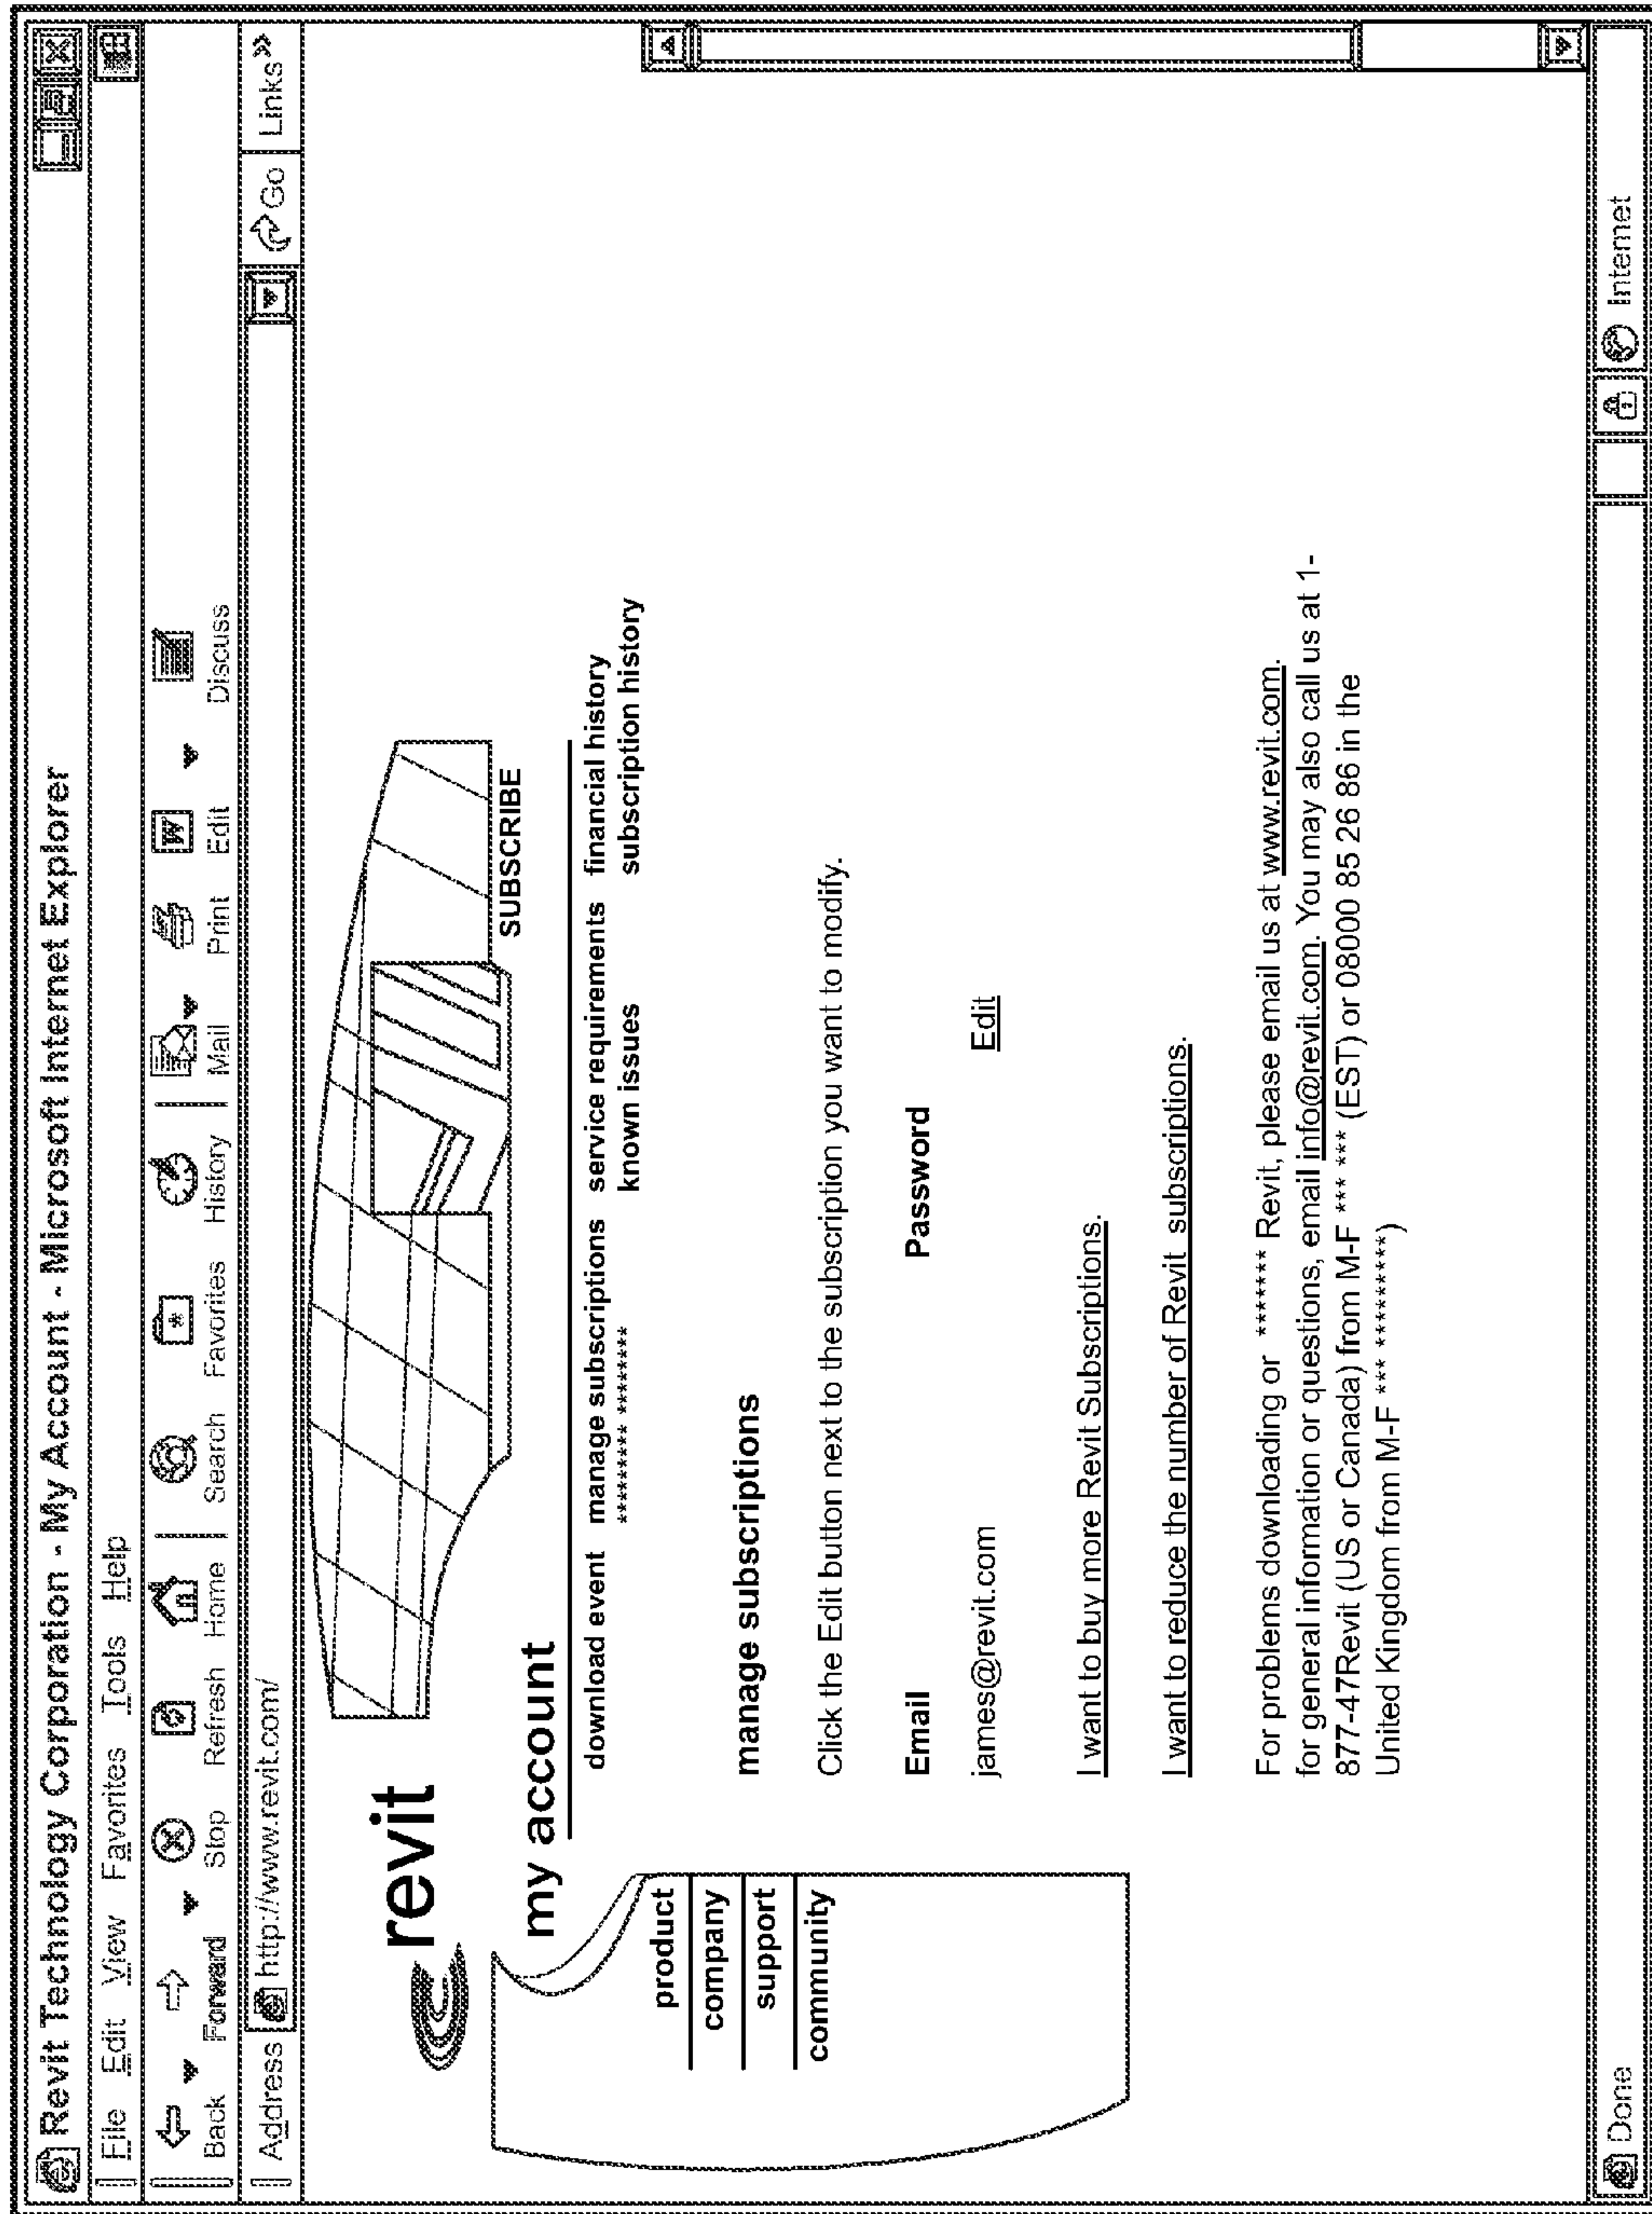 Revit Technology Corporation - My Account - Microsoft Internet Explorer
File Edit View Favorites Tools Help
Back Forward Stop Refresh Home Search Favorites History Mail Print Edit Discuss
Address http://www.revit.com/ Go Links »
revit
SUBSCRIBE
my account
download event manage subscriptions service requirements financial history
********* ******** known issues subscription history
product
company
support
community
manage subscriptions
Click the Edit button next to the subscription you want to modify.
Email Password
james@revit.com Edit
I want to buy more Revit Subscriptions.
I want to reduce the number of Revit subscriptions.
For problems downloading or ******* Revit, please email us at www.revit.com.
for general information or questions, email info@revit.com. You may also call us at 1-
877-47Revit (US or Canada) from M-F *** *** (EST) or 08000 85 26 86 in the
United Kingdom from M-F *** **********)
Done Internet